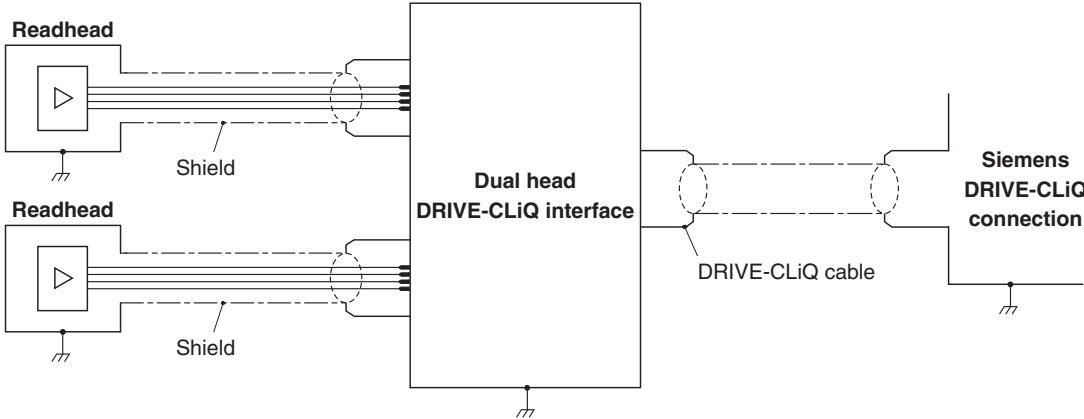 Readhead
Shield
Readhead
Shield
Dual head
DRIVE-CLiQ interface
DRIVE-CLiQ cable
Siemens
DRIVE-CLiQ
connection